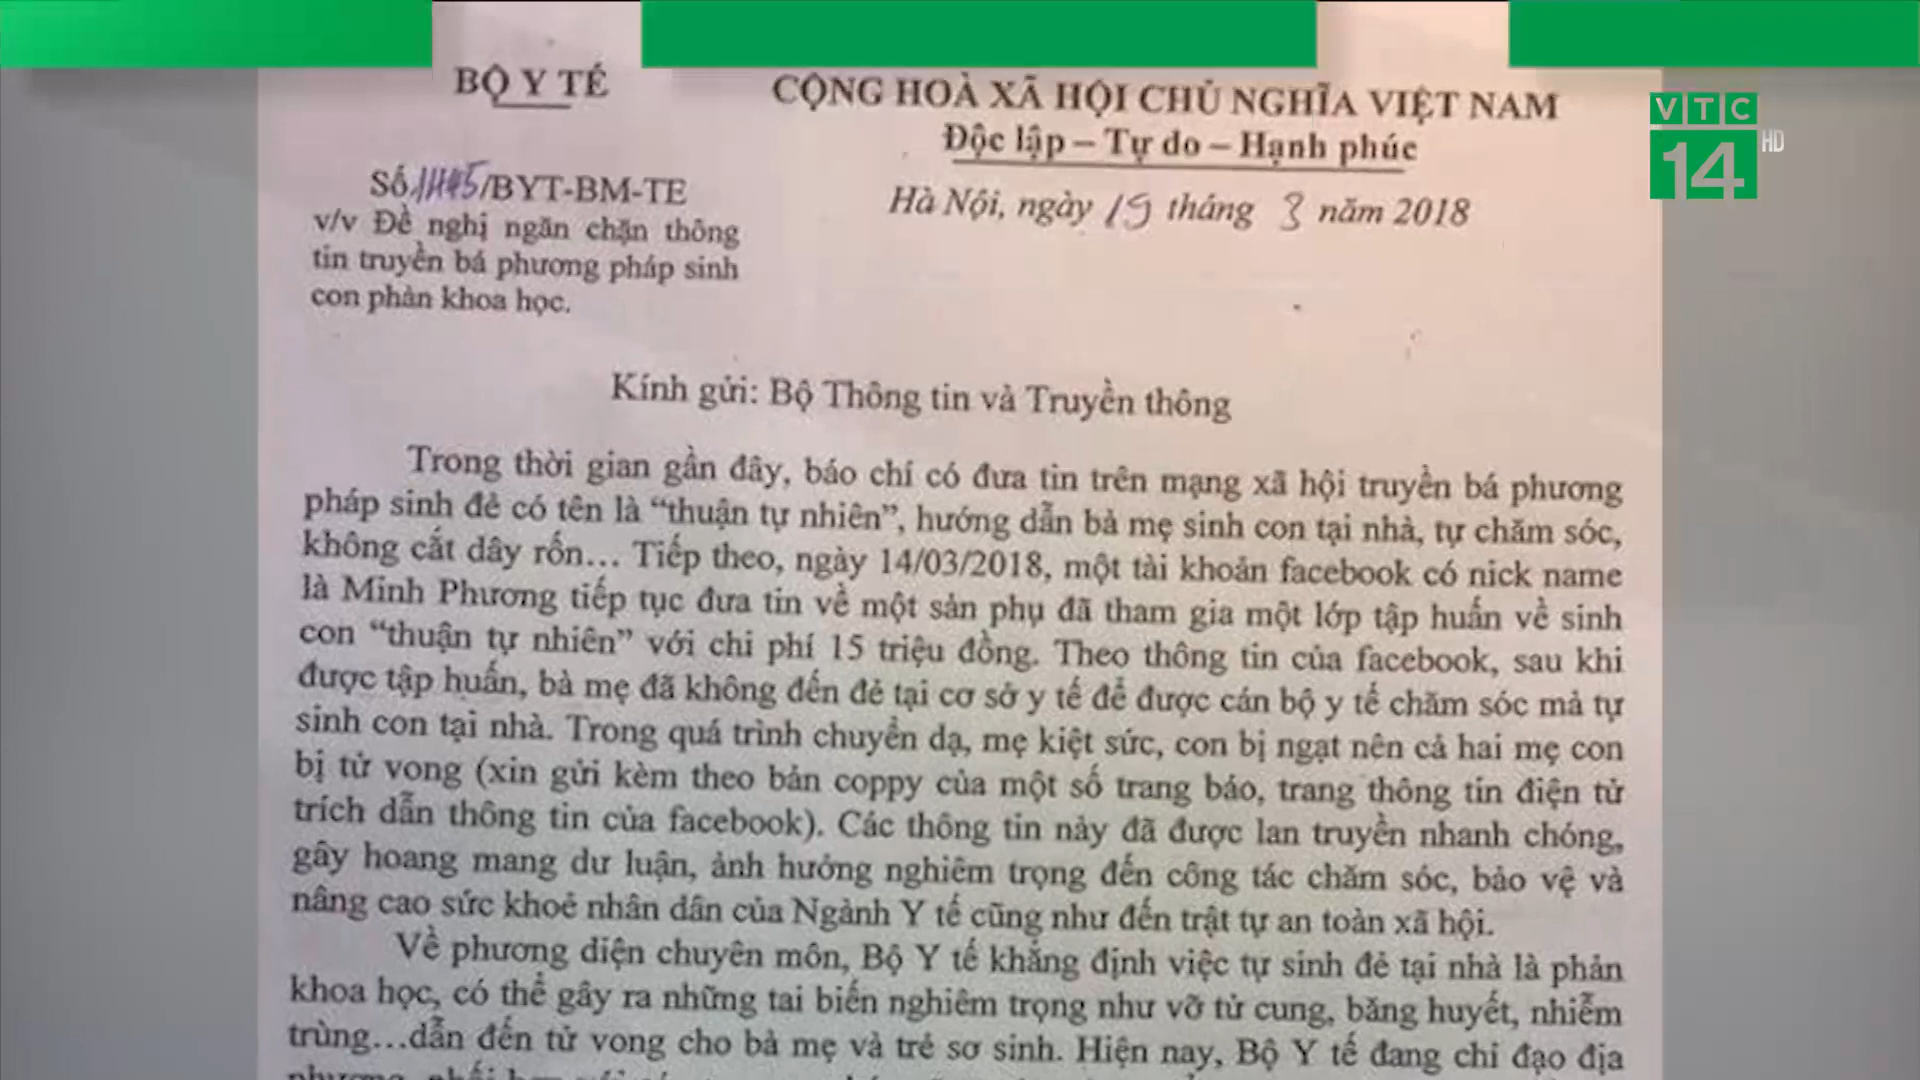 BỘ Y TẾ
CỘNG HOÀ XÃ HỘI CHỦ NGHĨA VIỆT NAM
Độc lập – Tự do – Hạnh phúc
VTC
14 HD
Số /BYT-BM-TE
v/v Đề nghị ngăn chặn thông
tin truyền bá phương pháp sinh
con phản khoa học.
Hà Nội, ngày 19 tháng 3 năm 2018
Kính gửi: Bộ Thông tin và Truyền thông
Trong thời gian gần đây, báo chí có đưa tin trên mạng xã hội truyền bá phương
pháp sinh đẻ có tên là “thuận tự nhiên”, hướng dẫn bà mẹ sinh con tại nhà, tự chăm sóc,
không cắt dây rốn... Tiếp theo, ngày 14/03/2018, một tài khoản facebook có nick name
là Minh Phương tiếp tục đưa tin về một sản phụ đã tham gia một lớp tập huấn về sinh
con “thuận tự nhiên” với chi phí 15 triệu đồng. Theo thông tin của facebook, sau khi
được tập huấn, bà mẹ đã không đến đẻ tại cơ sở y tế để được cán bộ y tế chăm sóc mà tự
sinh con tại nhà. Trong quá trình chuyển dạ, mẹ kiệt sức, con bị ngạt nên cả hai mẹ con
bị tử vong (xin gửi kèm theo bản coppy của một số trang báo, trang thông tin điện tử
trích dẫn thông tin của facebook). Các thông tin này đã được lan truyền nhanh chóng,
gây hoang mang dư luận, ảnh hưởng nghiêm trọng đến công tác chăm sóc, bảo vệ và
nâng cao sức khoẻ nhân dân của Ngành Y tế cũng như đến trật tự an toàn xã hội.
Về phương diện chuyên môn, Bộ Y tế khẳng định việc tự sinh đẻ tại nhà là phản
khoa học, có thể gây ra những tai biến nghiêm trọng như vỡ tử cung, băng huyết, nhiễm
trùng...dẫn đến tử vong cho bà mẹ và trẻ sơ sinh. Hiện nay, Bộ Y tế đang chỉ đạo địa